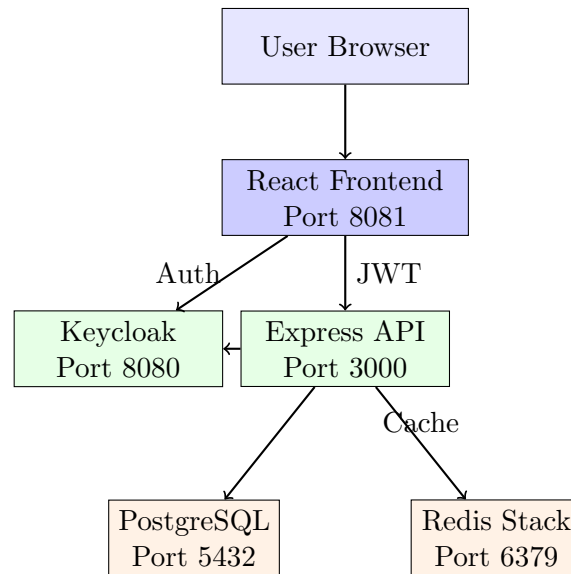 User Browser
React Frontend
Port 8081
Auth
JWT
Keycloak
Port 8080
Express API
Port 3000
Cache
PostgreSQL
Port 5432
Redis Stack
Port 6379